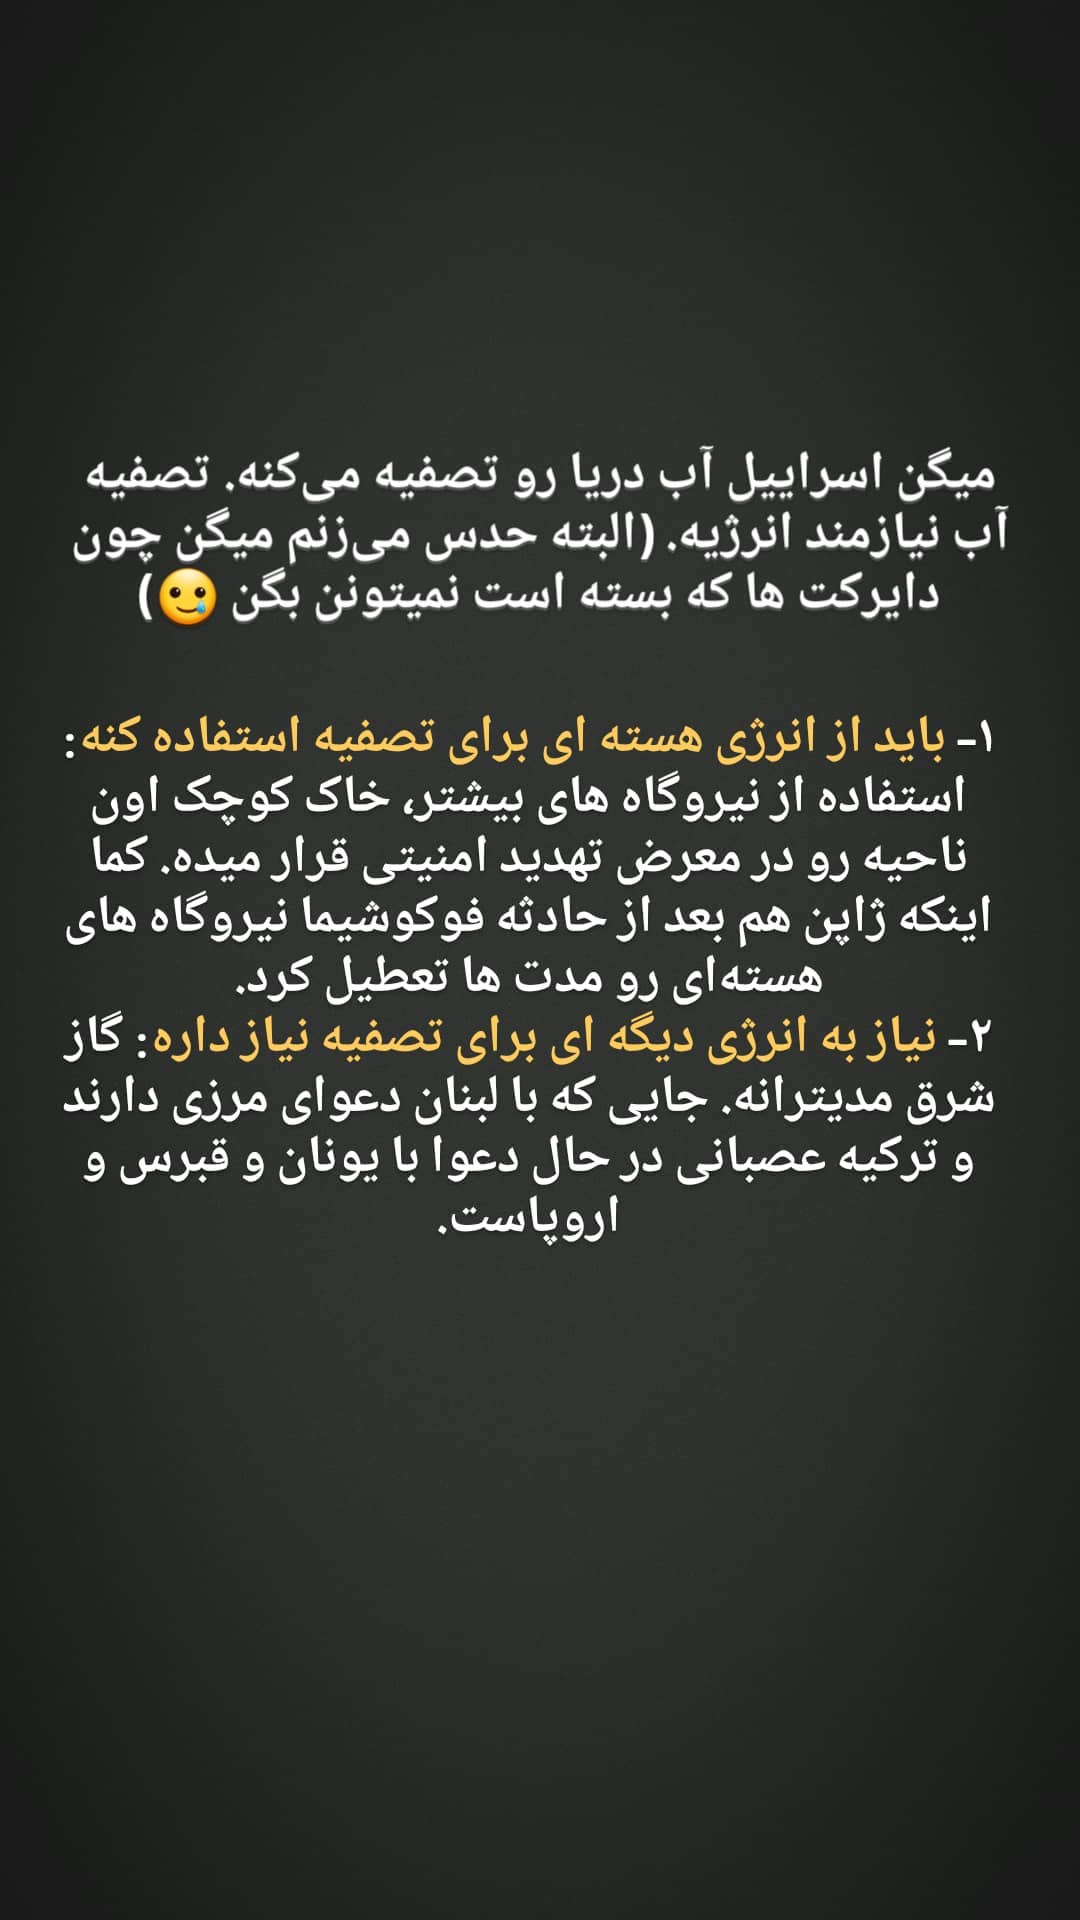 میگن اسراییل آب دریا رو تصفیه می‌کنه. تصفیه
آب نیازمند انرژیه. (البته حدس می‌زنم میگن چون
دایرکت ها که بسته است نمیتونن بگن 🥲)
۱- باید از انرژی هسته ای برای تصفیه استفاده کنه:
استفاده از نیروگاه های بیشتر، خاک کوچک اون
ناحیه رو در معرض تهدید امنیتی قرار میده. کما
اینکه ژاپن هم بعد از حادثه فوکوشیما نیروگاه های
هسته‌ای رو مدت ها تعطیل کرد.
۲- نیاز به انرژی دیگه ای برای تصفیه نیاز داره: گاز
شرق مدیترانه. جایی که با لبنان دعوای مرزی دارند
و ترکیه عصبانی در حال دعوا با یونان و قبرس و
اروپاست.